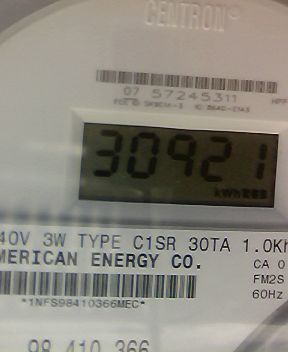 CENTRON®
07 57245311
30921
kWh
40V 3W TYPE C1SR 30TA 1.0Kh
MERICAN ENERGY CO.
CA 0
FM2S
60Hz
*1NFS98410366MEC*
98 410 366